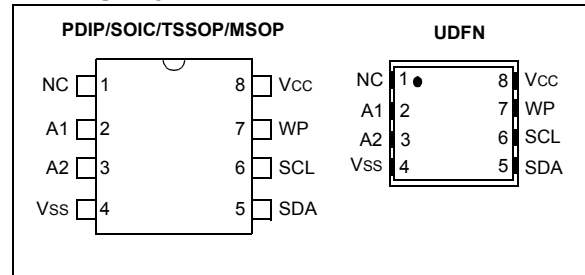 PDIP/SOIC/TSSOP/MSOP
NC 1 8 Vcc
A1 2 7 WP
A2 3 6 SCL
Vss 4 5 SDA
UDFN
NC 1 8 Vcc
A1 2 7 WP
A2 3 6 SCL
Vss 4 5 SDA